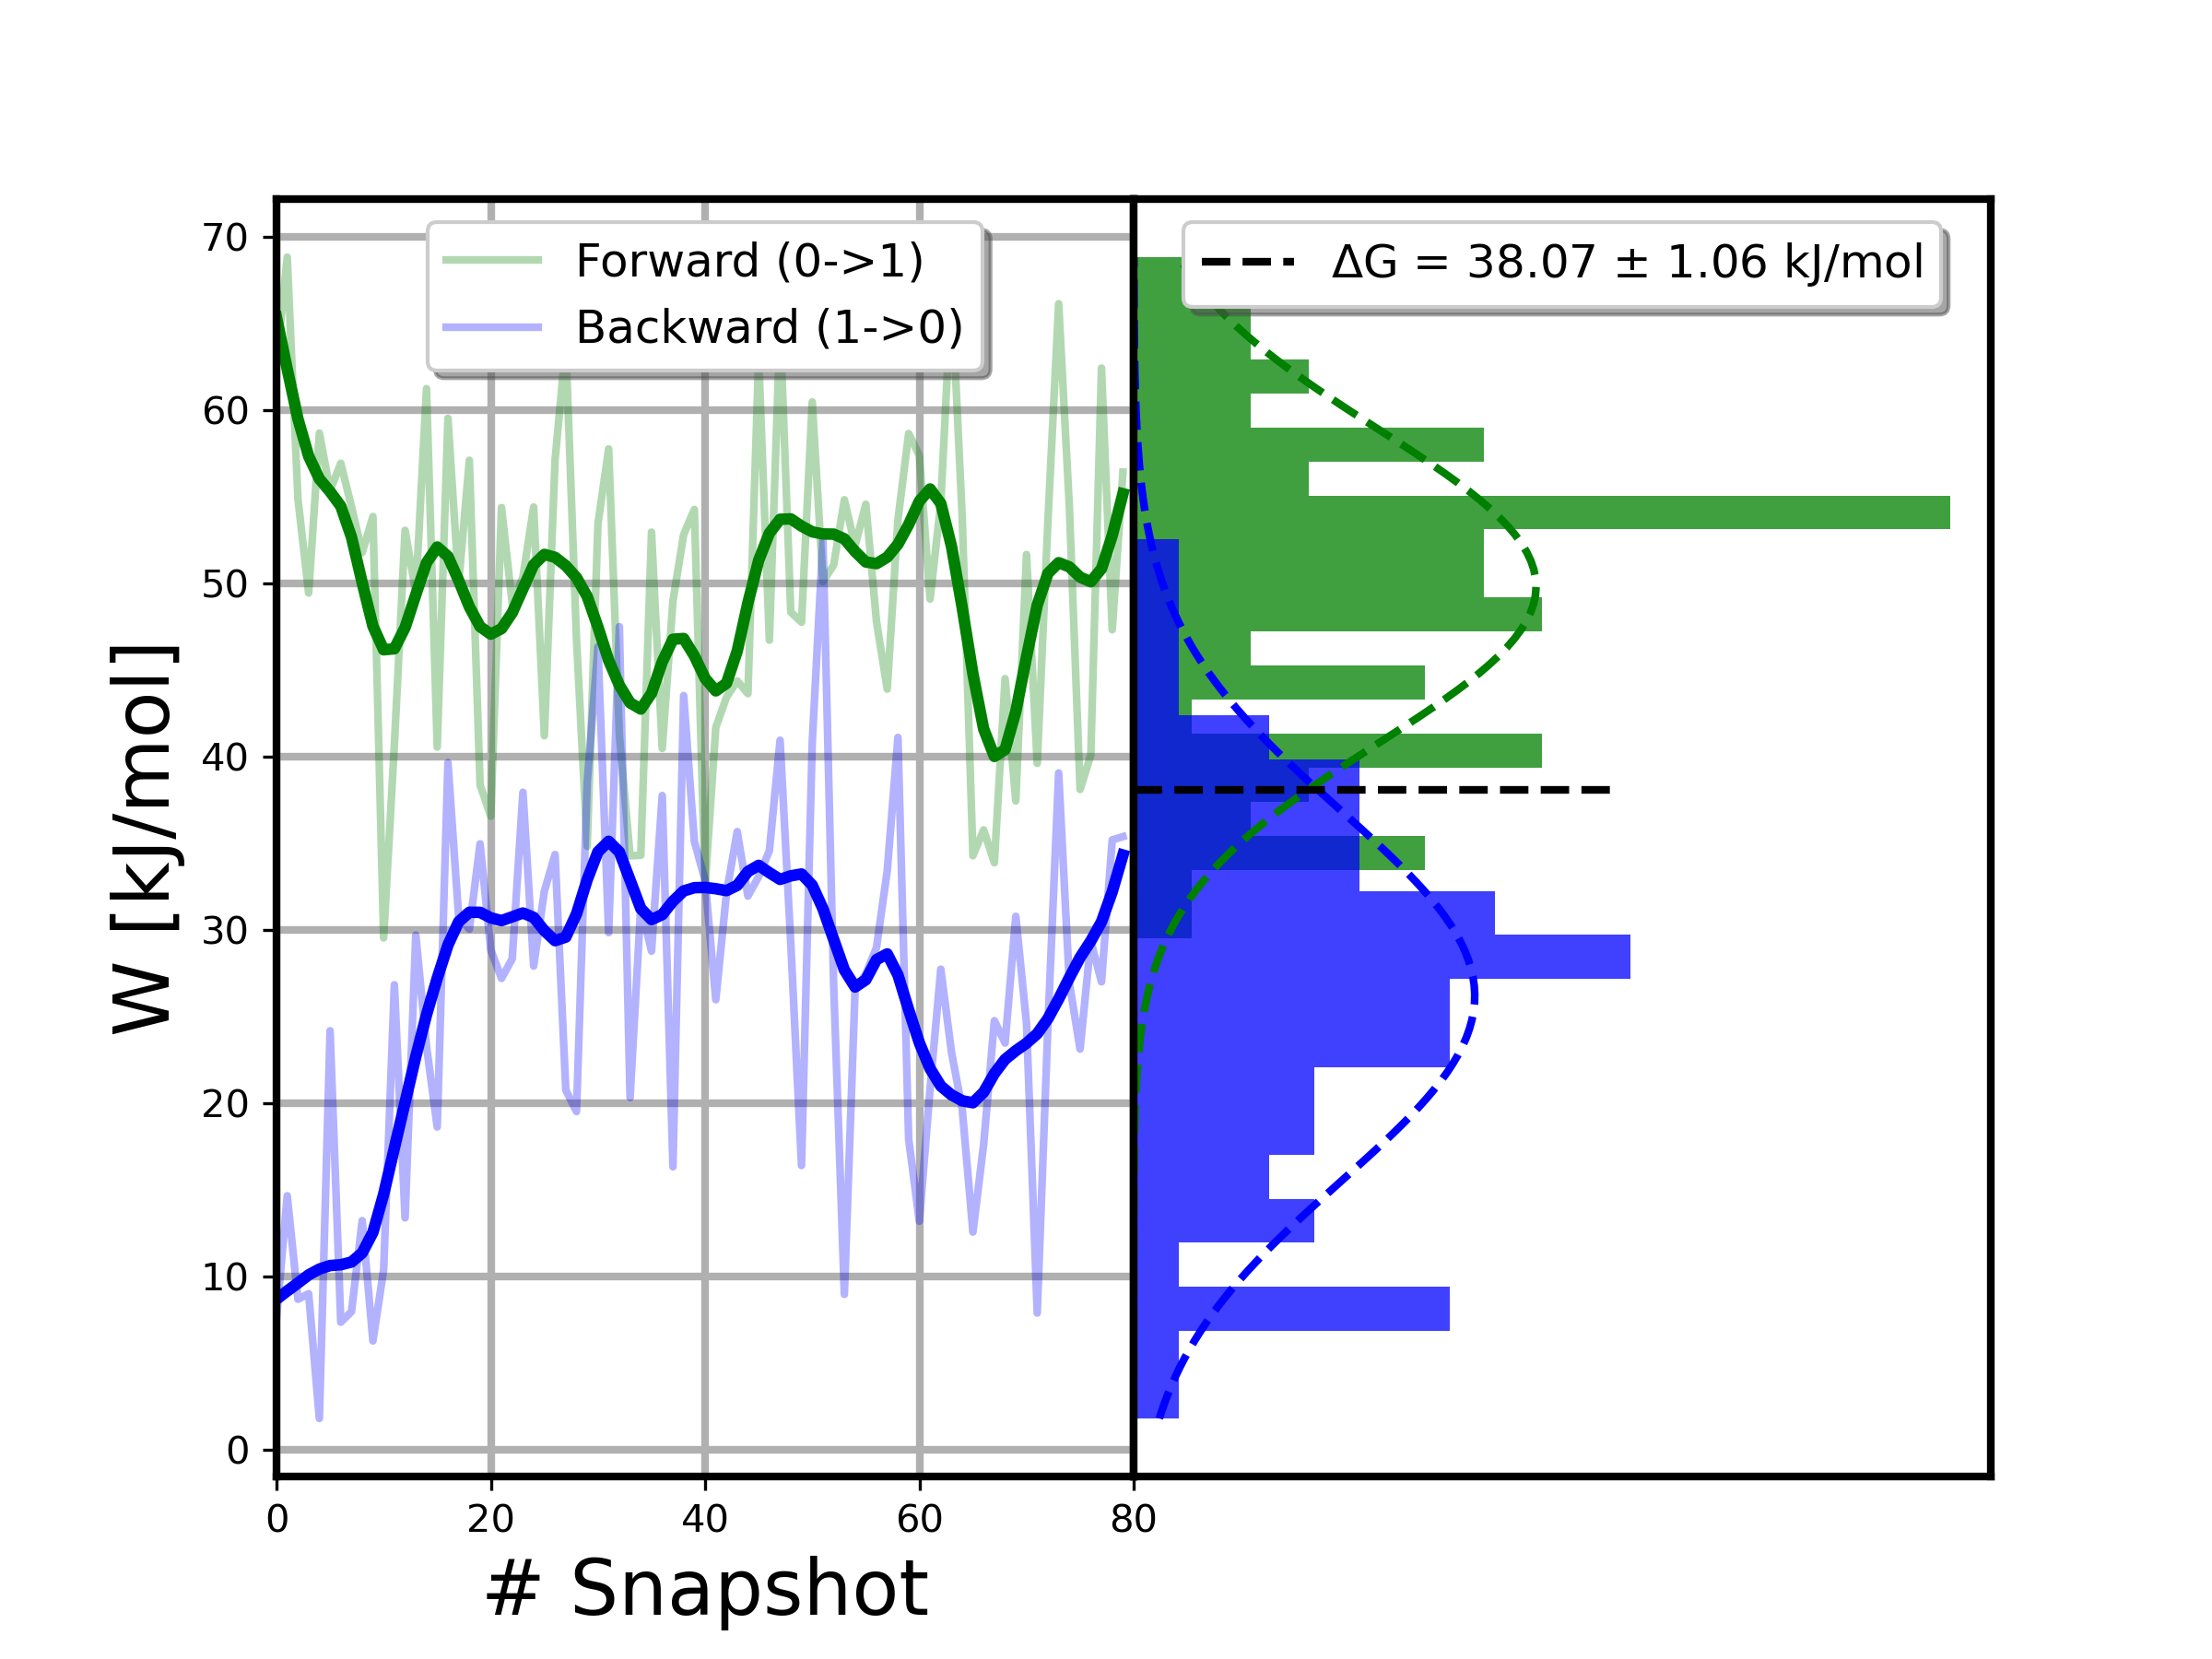 Forward (0->1)
Backward (1->0)
ΔG = 38.07 ± 1.06 kJ/mol
W [kJ/mol]
70
60
50
40
30
20
10
0
0 20 40 60 80
# Snapshot